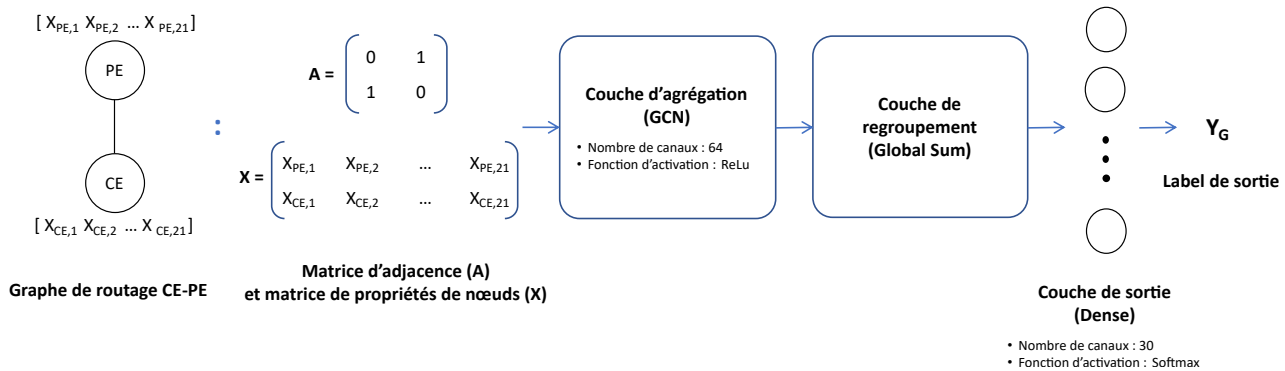 [ X_PE,1 X_PE,2 ... X_PE,21]
PE
CE
[ X_CE,1 X_CE,2 ... X_CE,21]
Graphe de routage CE-PE
:
A =
0 1
1 0
X =
X_PE,1 X_PE,2 ... X_PE,21
X_CE,1 X_CE,2 ... X_CE,21
Matrice d'adjacence (A)
et matrice de propriétés de nœuds (X)
Couche d'agrégation
(GCN)
• Nombre de canaux : 64
• Fonction d'activation : ReLu
Couche de
regroupement
(Global Sum)
Couche de sortie
(Dense)
• Nombre de canaux : 30
• Fonction d'activation : Softmax
Y_G
Label de sortie